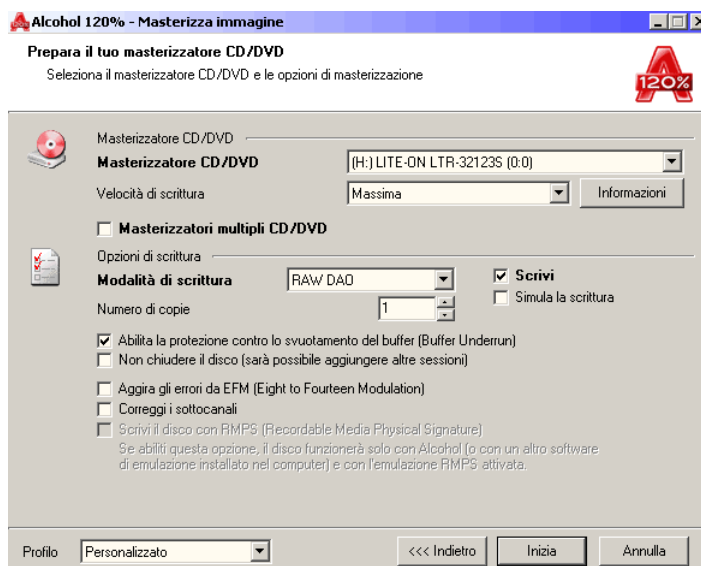 Alcohol 120% - Masterizza immagine
Prepara il tuo masterizzatore CD/DVD
Seleziona il masterizzatore CD/DVD e le opzioni di masterizzazione
120%
Masterizzatore CD/DVD
Masterizzatore CD/DVD (H:) LITE-ON LTR-32123S (0:0)
Velocità di scrittura Massima Informazioni
Masterizzatori multipli CD/DVD
Opzioni di scrittura
Modalità di scrittura RAW DAO Scrivi
Simula la scrittura
Numero di copie 1
Abilita la protezione contro lo svuotamento del buffer (Buffer Underrun)
Non chiudere il disco (sarà possibile aggiungere altre sessioni)
Aggira gli errori da EFM (Eight to Fourteen Modulation)
Correggi i sottocanali
Scrivi il disco con RMPS (Recordable Media Physical Signature)
Se abiliti questa opzione, il disco funzionerà solo con Alcohol (o con un altro software
di emulazione installato nel computer) e con l'emulazione RMPS attivata.
Profilo Personalizzato <<< Indietro Inizia Annulla